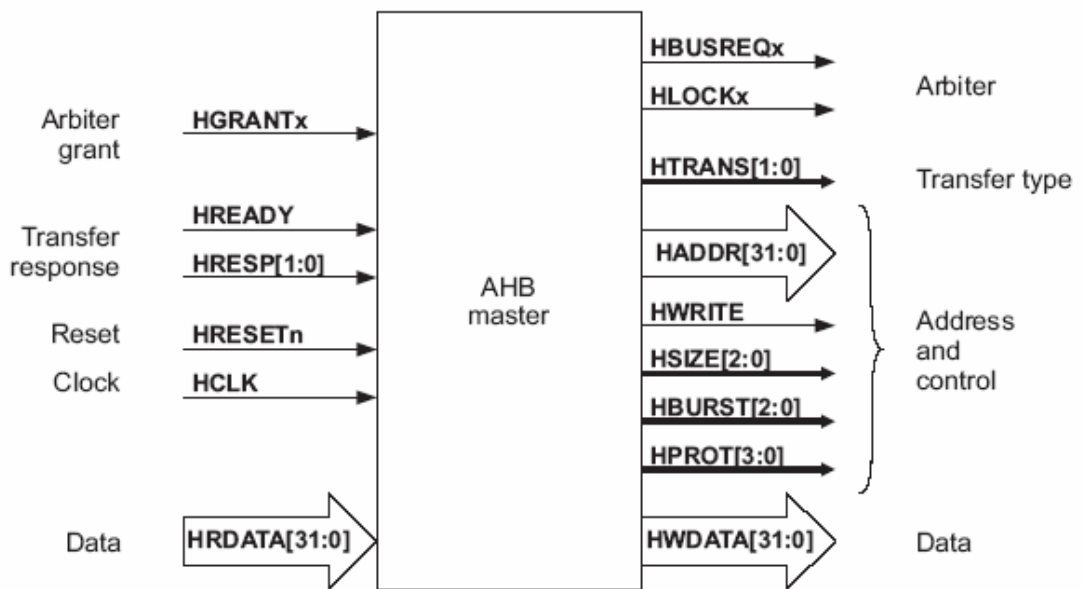 Arbiter
grant
HGRANTx
Transfer
response
HREADY
HRESP[1:0]
Reset
HRESETn
Clock
HCLK
Data
HRDATA[31:0]
AHB
master
HBUSREQx
HLOCKx
Arbiter
HTRANS[1:0]
Transfer type
HADDR[31:0]
HWRITE
HSIZE[2:0]
HBURST[2:0]
HPROT[3:0]
Address
and
control
HWDATA[31:0]
Data